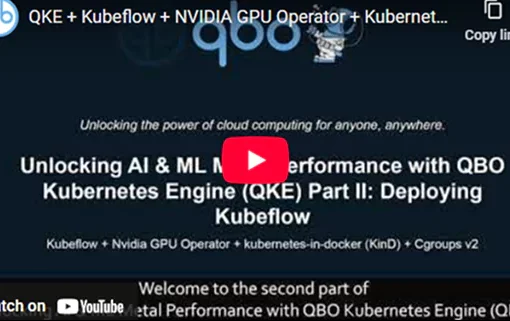 QKE + Kubeflow + NVIDIA GPU Operator + Kubernet...
Copy lin
qbo
Unlocking the power of cloud computing for anyone, anywhere.
Unlocking AI & ML M erformance with QBO
Kubernetes Engine (QKE) Part II: Deploying
Kubeflow
Kubeflow + Nvidia GPU Operator + kubernetes-in-docker (KinD) + Cgroups v2
Welcome to the second part of
tch on YouTube
etal Performance with QBO Kubernetes Engine (Q